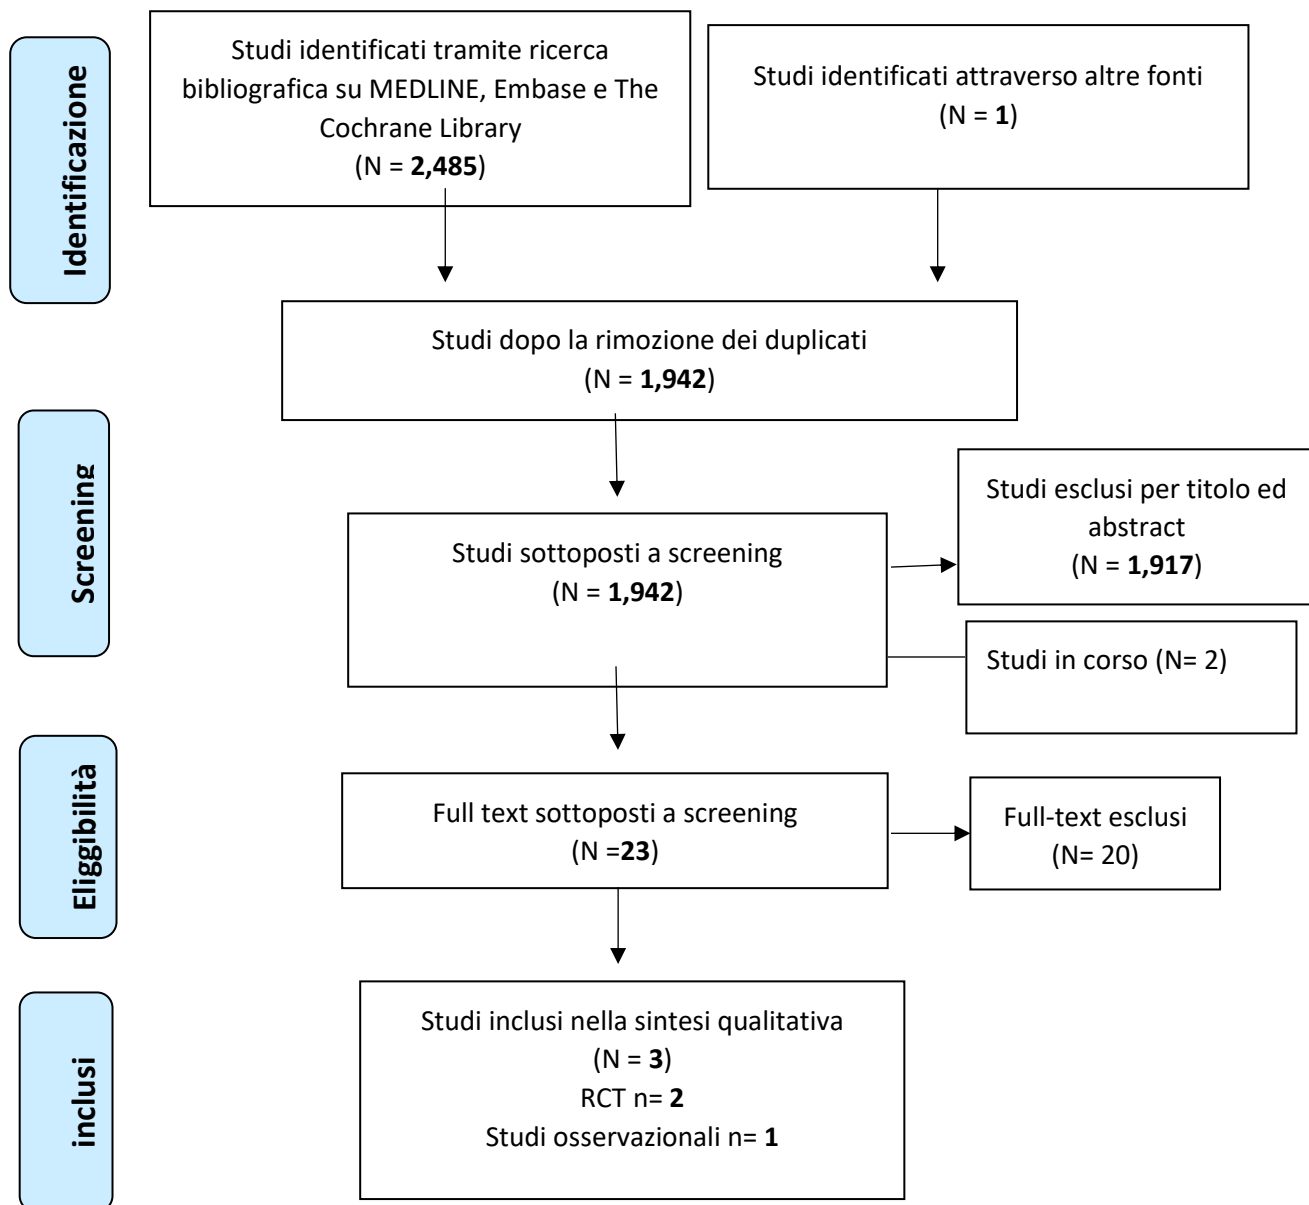 Identificazione
Studi identificati tramite ricerca
bibliografica su MEDLINE, Embase e The
Cochrane Library
(N = 2,485)
Studi identificati attraverso altre fonti
(N = 1)
Studi dopo la rimozione dei duplicati
(N = 1,942)
Screening
Studi sottoposti a screening
(N = 1,942)
Studi esclusi per titolo ed
abstract
(N = 1,917)
Studi in corso (N= 2)
Eliggibilità
Full text sottoposti a screening
(N =23)
Full-text esclusi
(N= 20)
inclusi
Studi inclusi nella sintesi qualitativa
(N = 3)
RCT n= 2
Studi osservazionali n= 1